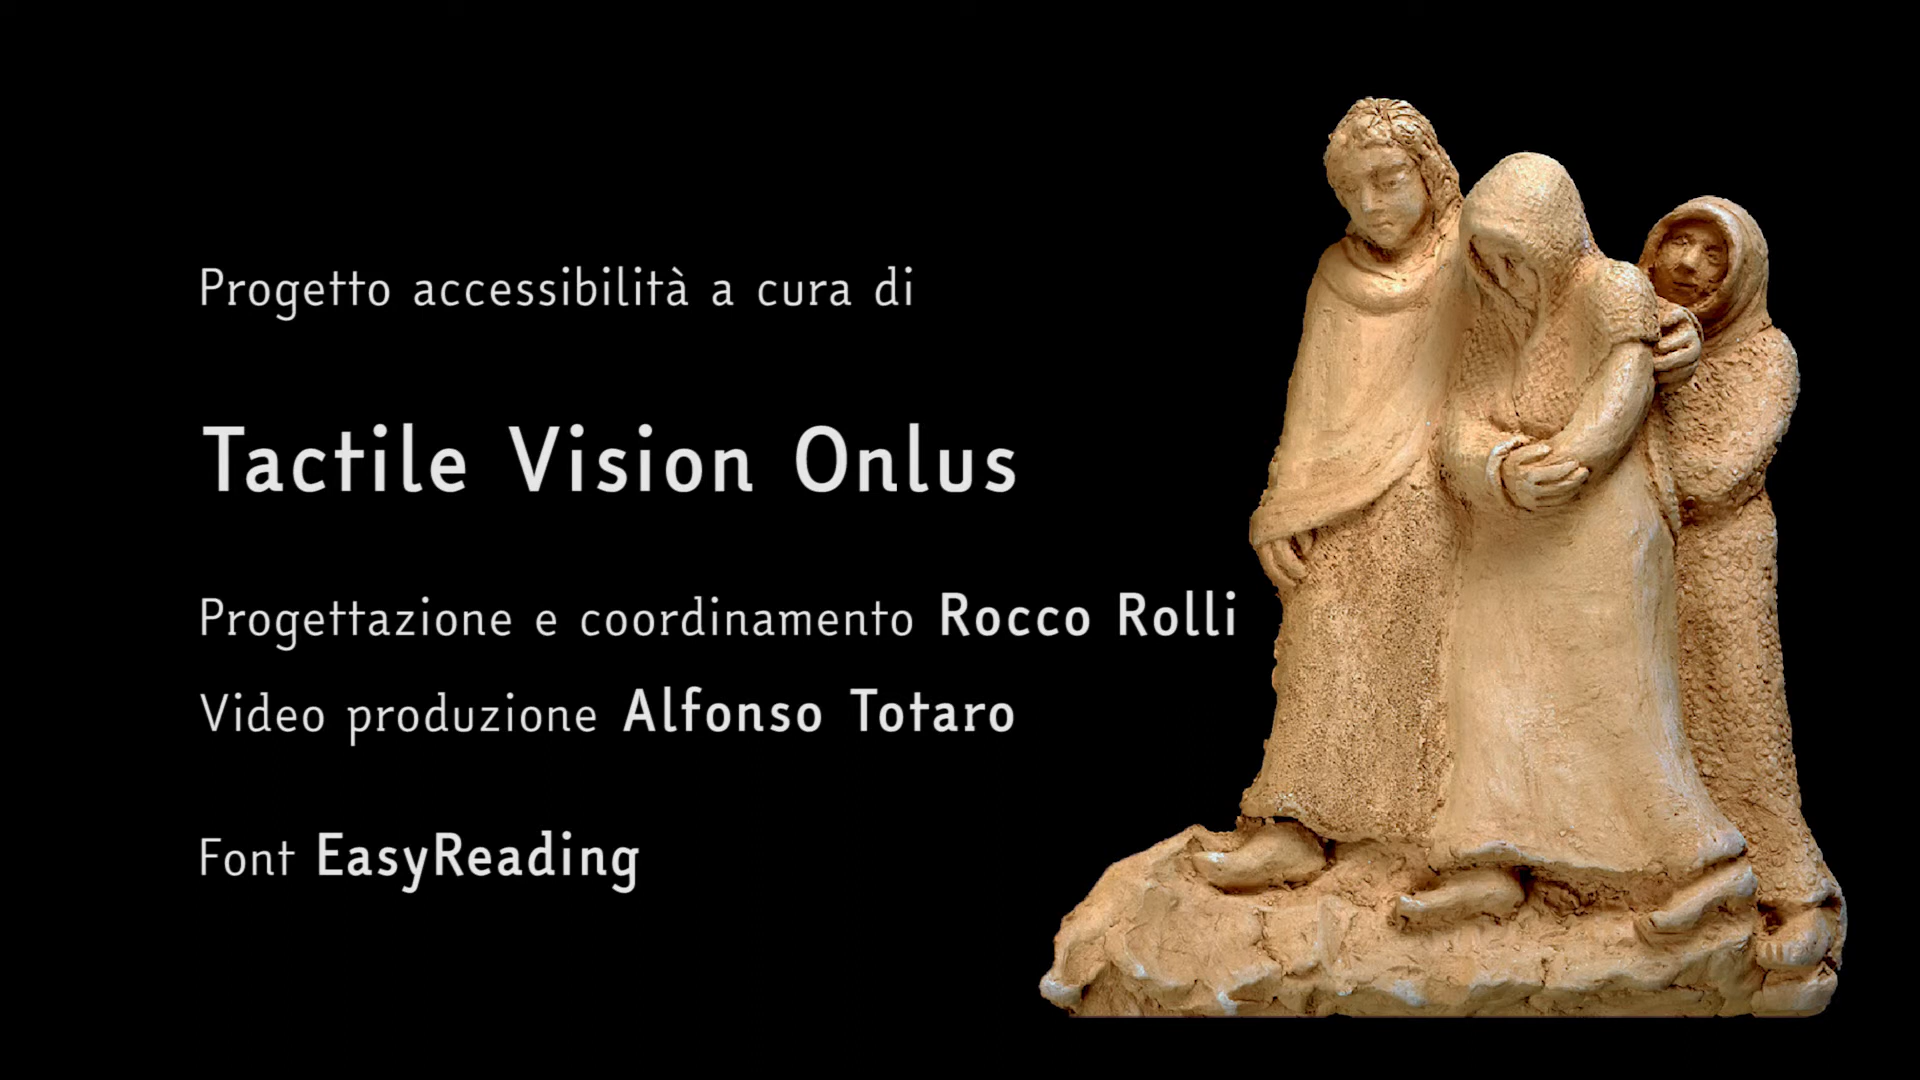 Progetto accessibilità a cura di
Tactile Vision Onlus
Progettazione e coordinamento Rocco Rolli
Video produzione Alfonso Totaro
Font EasyReading